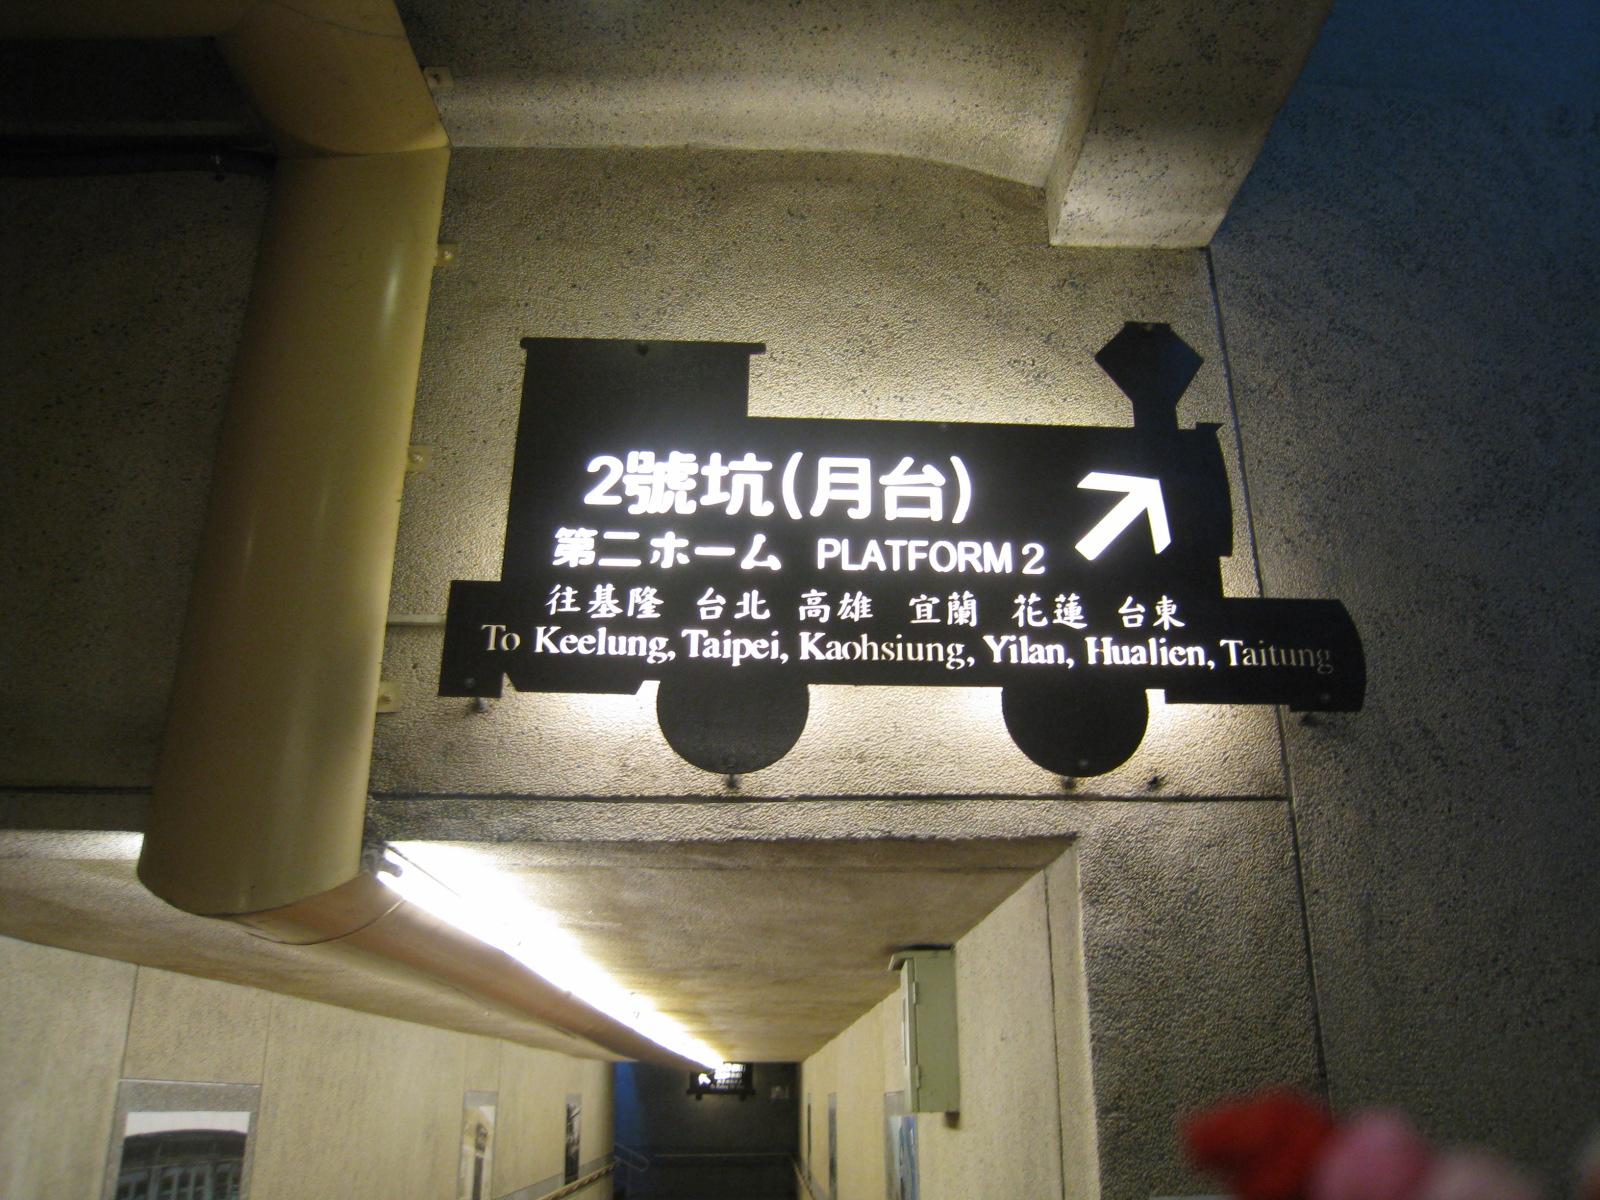 2號坑(月台)
第二ホーム PLATFORM 2
往基隆 台北 高雄 宜蘭 花蓮 台東
To Keelung, Taipei, Kaohsiung, Yilan, Hualien, Taitung